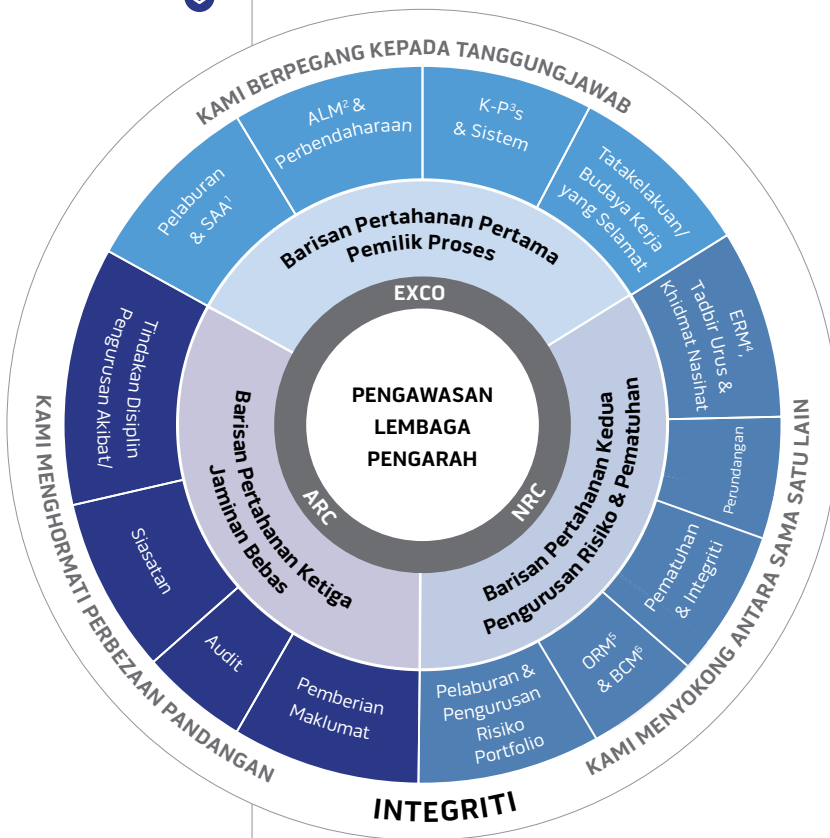 KAMI BERPEGANG KEPADA TANGGUNGJAWAB
Pelaburan
& SAA¹
ALM² &
Perbendaharaan
K-P³s
& Sistem
Tatakelakuan/
Budaya Kerja
yang Selamat
Barisan Pertahanan Pertama
Pemilik Proses
EXCO
PENGAWASAN
LEMBAGA
PENGARAH
ARC
NRC
ERM⁴,
Tadbir Urus &
Khidmat Nasihat
Perundangan
Pematuhan
& Integriti
ORM⁵
& BCM⁶
Pelaburan &
Pengurusan
Risiko
Portfolio
Barisan Pertahanan Kedua
Pengurusan Risiko & Pematuhan
KAMI MENYOKONG ANTARA SAMA SATU LAIN
Barisan Pertahanan Ketiga
Jaminan Bebas
Tindakan Disiplin
Pengurusan Akibat/
Siasatan
Audit
Pemberian
Maklumat
KAMI MENGHORMATI PERBEZAAN PANDANGAN
INTEGRITI